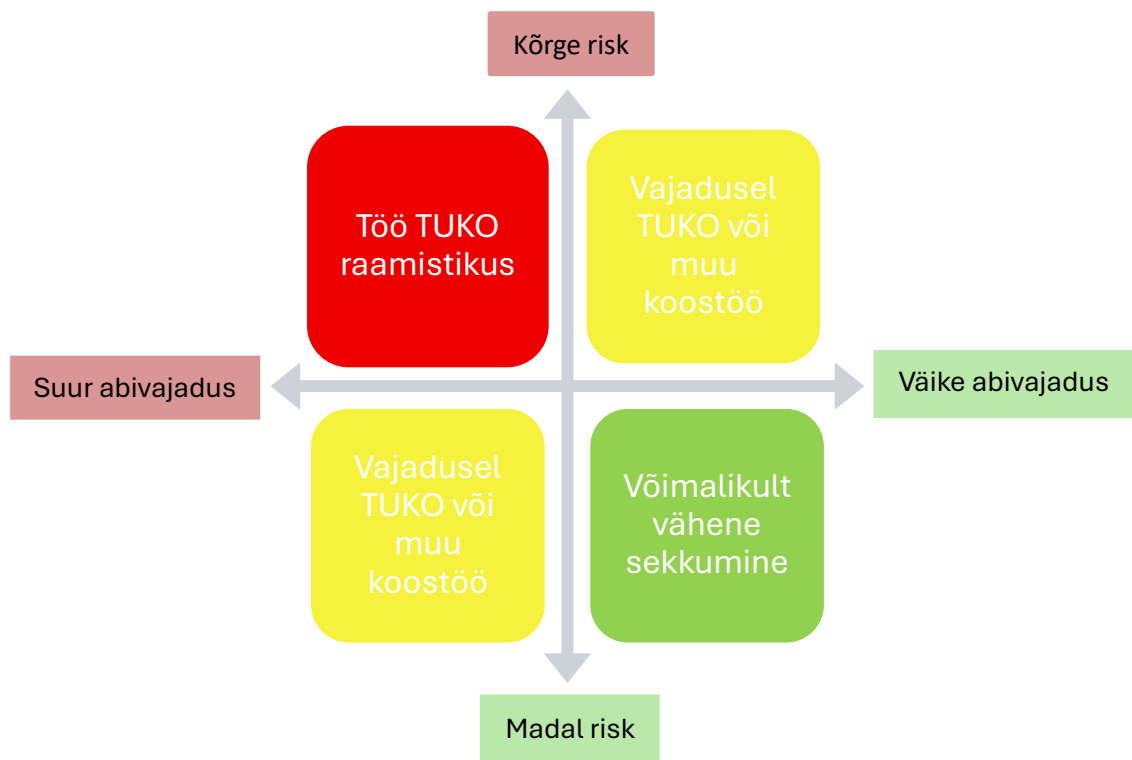 Kõrge risk
Töö TUKO
raamistikus
Vajadusel
TUKO või
muu
koostöö
Suur abivajadus
Väike abivajadus
Vajadusel
TUKO või
muu
koostöö
Võimalikult
vähene
sekkumine
Madal risk